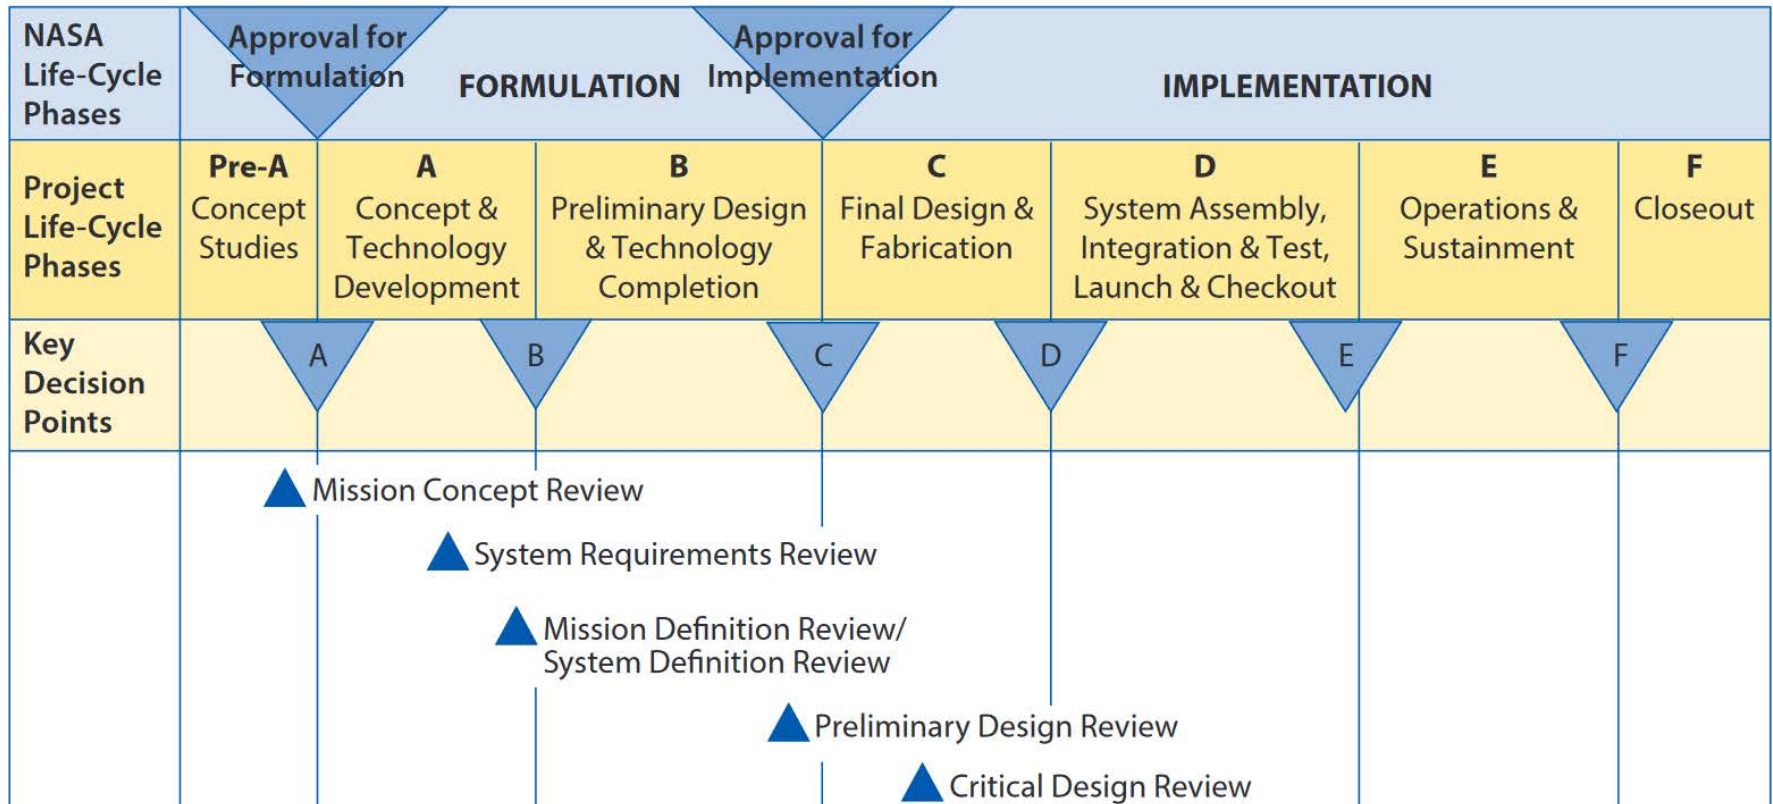 NASA
Life-Cycle
Phases
Approval for
Formulation
FORMULATION
Approval for
Implementation
IMPLEMENTATION
Project
Life-Cycle
Phases
Pre-A
Concept
Studies
A
Concept &
Technology
Development
B
Preliminary Design
& Technology
Completion
C
Final Design &
Fabrication
D
System Assembly,
Integration & Test,
Launch & Checkout
E
Operations &
Sustainment
F
Closeout
Key
Decision
Points
A
B
C
D
E
F
Mission Concept Review
System Requirements Review
Mission Definition Review/
System Definition Review
Preliminary Design Review
Critical Design Review